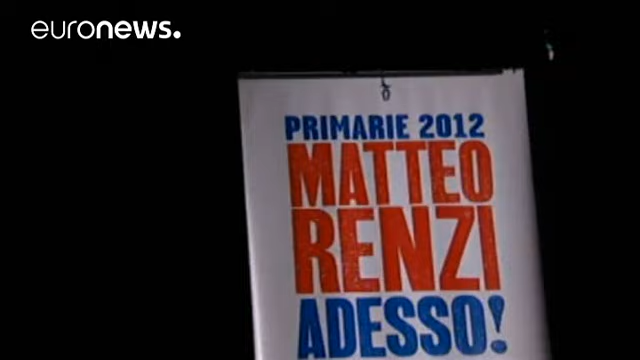 euronews.
PRIMARIE 2012
MATTEO
RENZI
ADESSO!